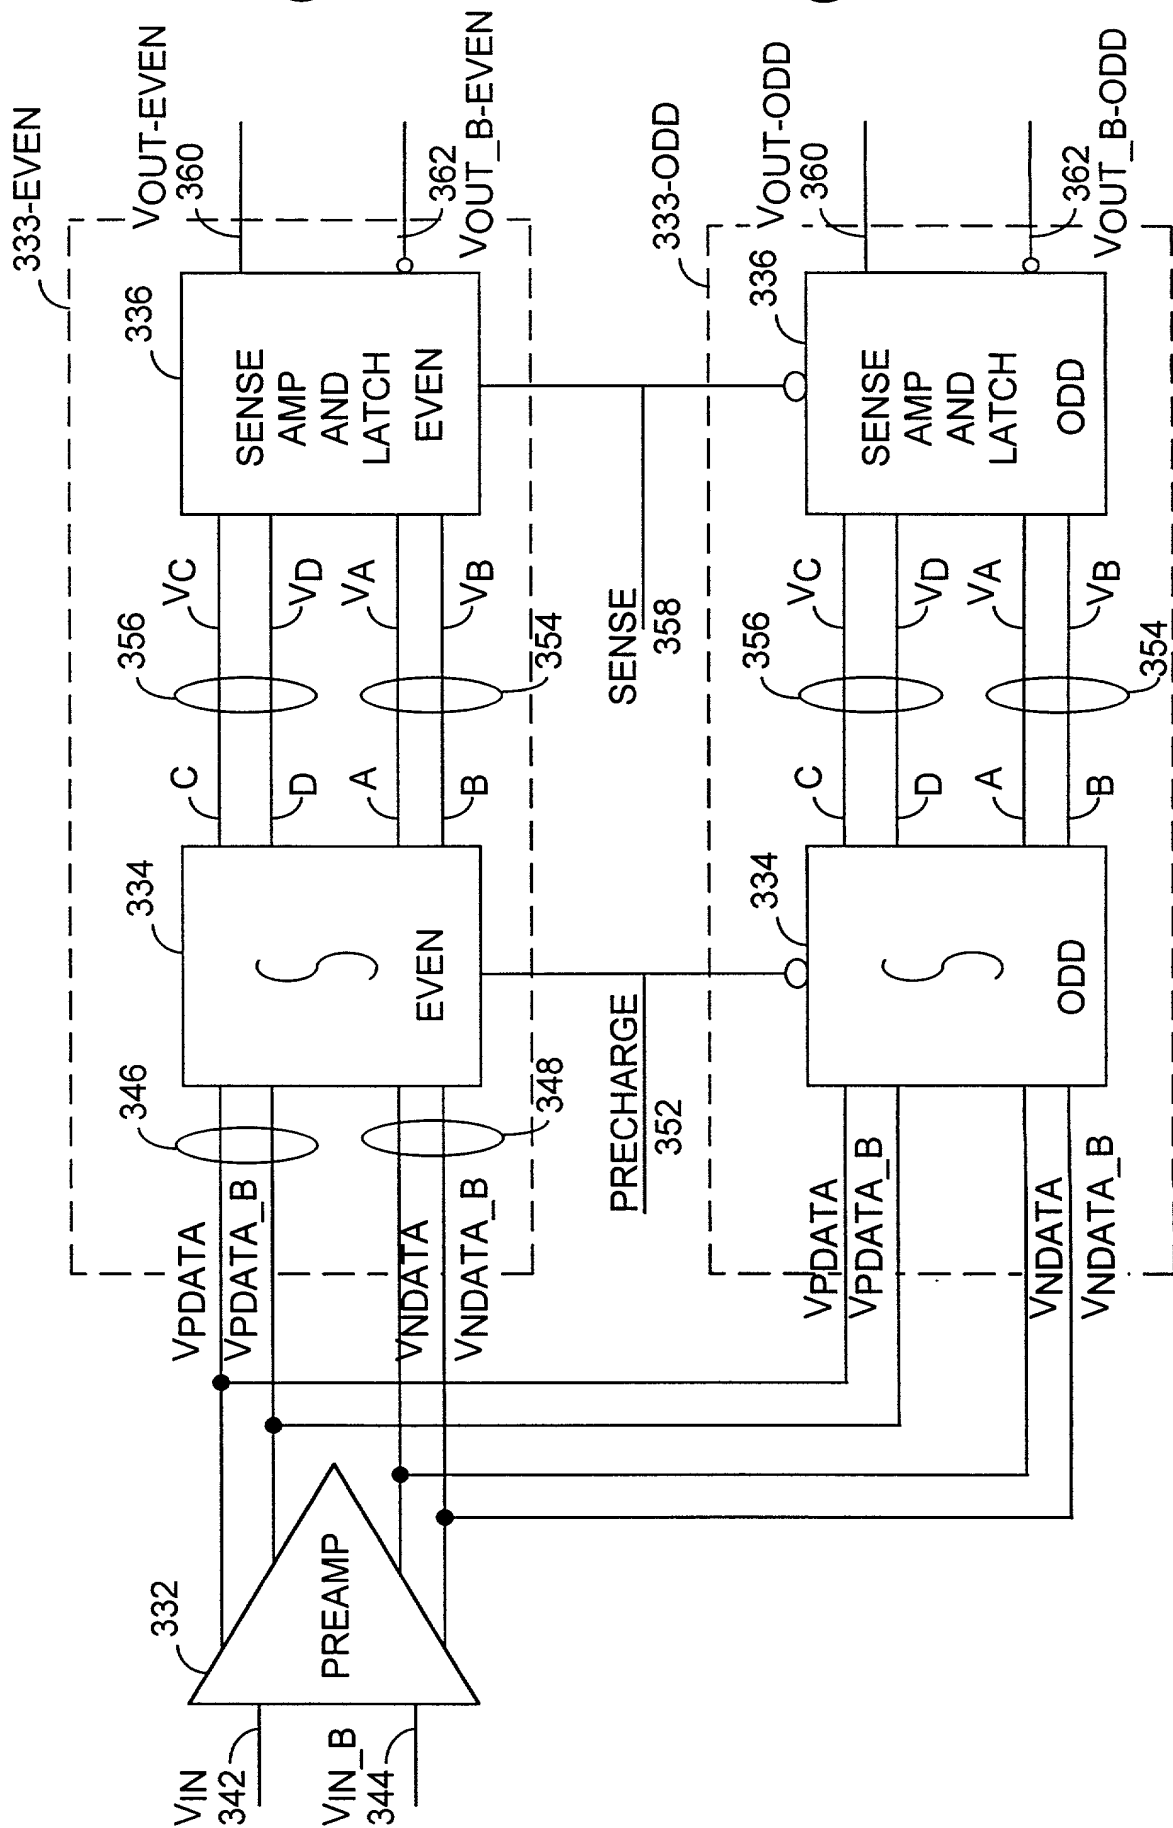 333-EVEN
VOUT-EVEN
360
362
VOUT_B-EVEN
336
SENSE
AMP
AND
LATCH
EVEN
VC
VD
VA
VB
356
354
C
D
A
B
334
EVEN
346
348
VPDATA
VPDATA_B
VNDATA
VNDATA_B
332
PREAMP
VIN
342
VIN_B
344
SENSE
358
PRECHARGE
352
333-ODD
VOUT-ODD
360
362
VOUT_B-ODD
336
SENSE
AMP
AND
LATCH
ODD
VC
VD
VA
VB
356
354
C
D
A
B
334
ODD
VPDATA
VPDATA_B
VNDATA
VNDATA_B